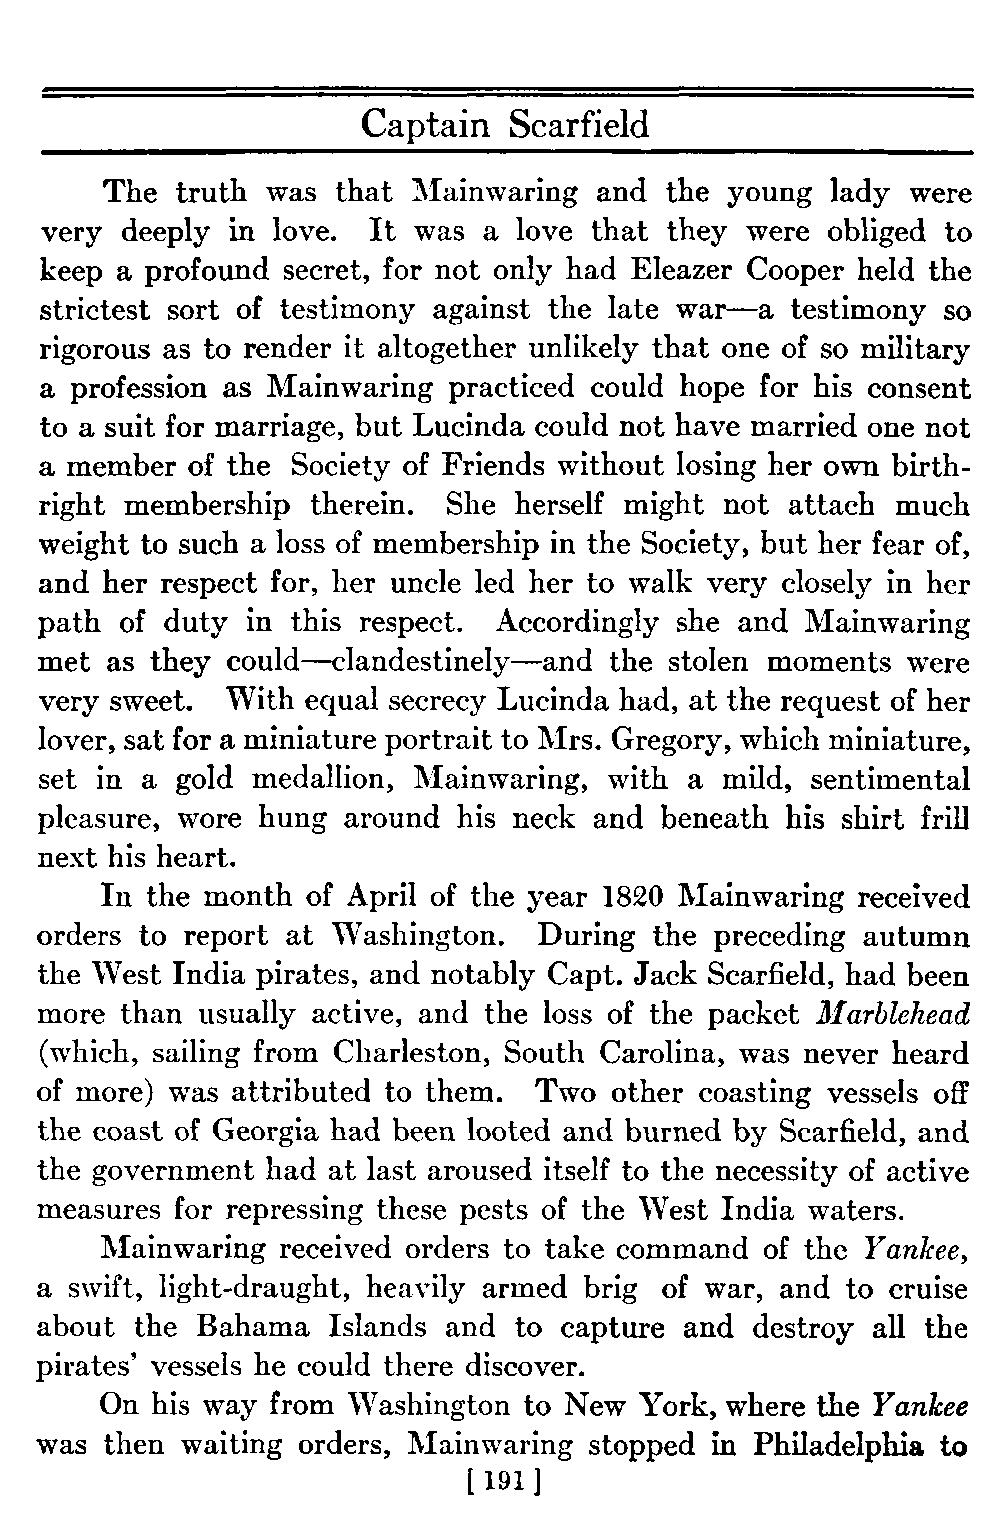 Captain Scarfield
The truth was that Mainwaring and the young lady were
very deeply in love. It was a love that they were obliged to
keep a profound secret, for not only had Eleazer Cooper held the
strictest sort of testimony against the late war—a testimony so
rigorous as to render it altogether unlikely that one of so military
a profession as Mainwaring practiced could hope for his consent
to a suit for marriage, but Lucinda could not have married one not
a member of the Society of Friends without losing her own birth-
right membership therein. She herself might not attach much
weight to such a loss of membership in the Society, but her fear of,
and her respect for, her uncle led her to walk very closely in her
path of duty in this respect. Accordingly she and Mainwaring
met as they could—clandestinely—and the stolen moments were
very sweet. With equal secrecy Lucinda had, at the request of her
lover, sat for a miniature portrait to Mrs. Gregory, which miniature,
set in a gold medallion, Mainwaring, with a mild, sentimental
pleasure, wore hung around his neck and beneath his shirt frill
next his heart.
In the month of April of the year 1820 Mainwaring received
orders to report at Washington. During the preceding autumn
the West India pirates, and notably Capt. Jack Scarfield, had been
more than usually active, and the loss of the packet Marblehead
(which, sailing from Charleston, South Carolina, was never heard
of more) was attributed to them. Two other coasting vessels off
the coast of Georgia had been looted and burned by Scarfield, and
the government had at last aroused itself to the necessity of active
measures for repressing these pests of the West India waters.
Mainwaring received orders to take command of the Yankee,
a swift, light-draught, heavily armed brig of war, and to cruise
about the Bahama Islands and to capture and destroy all the
pirates' vessels he could there discover.
On his way from Washington to New York, where the Yankee
was then waiting orders, Mainwaring stopped in Philadelphia to
[ 191 ]